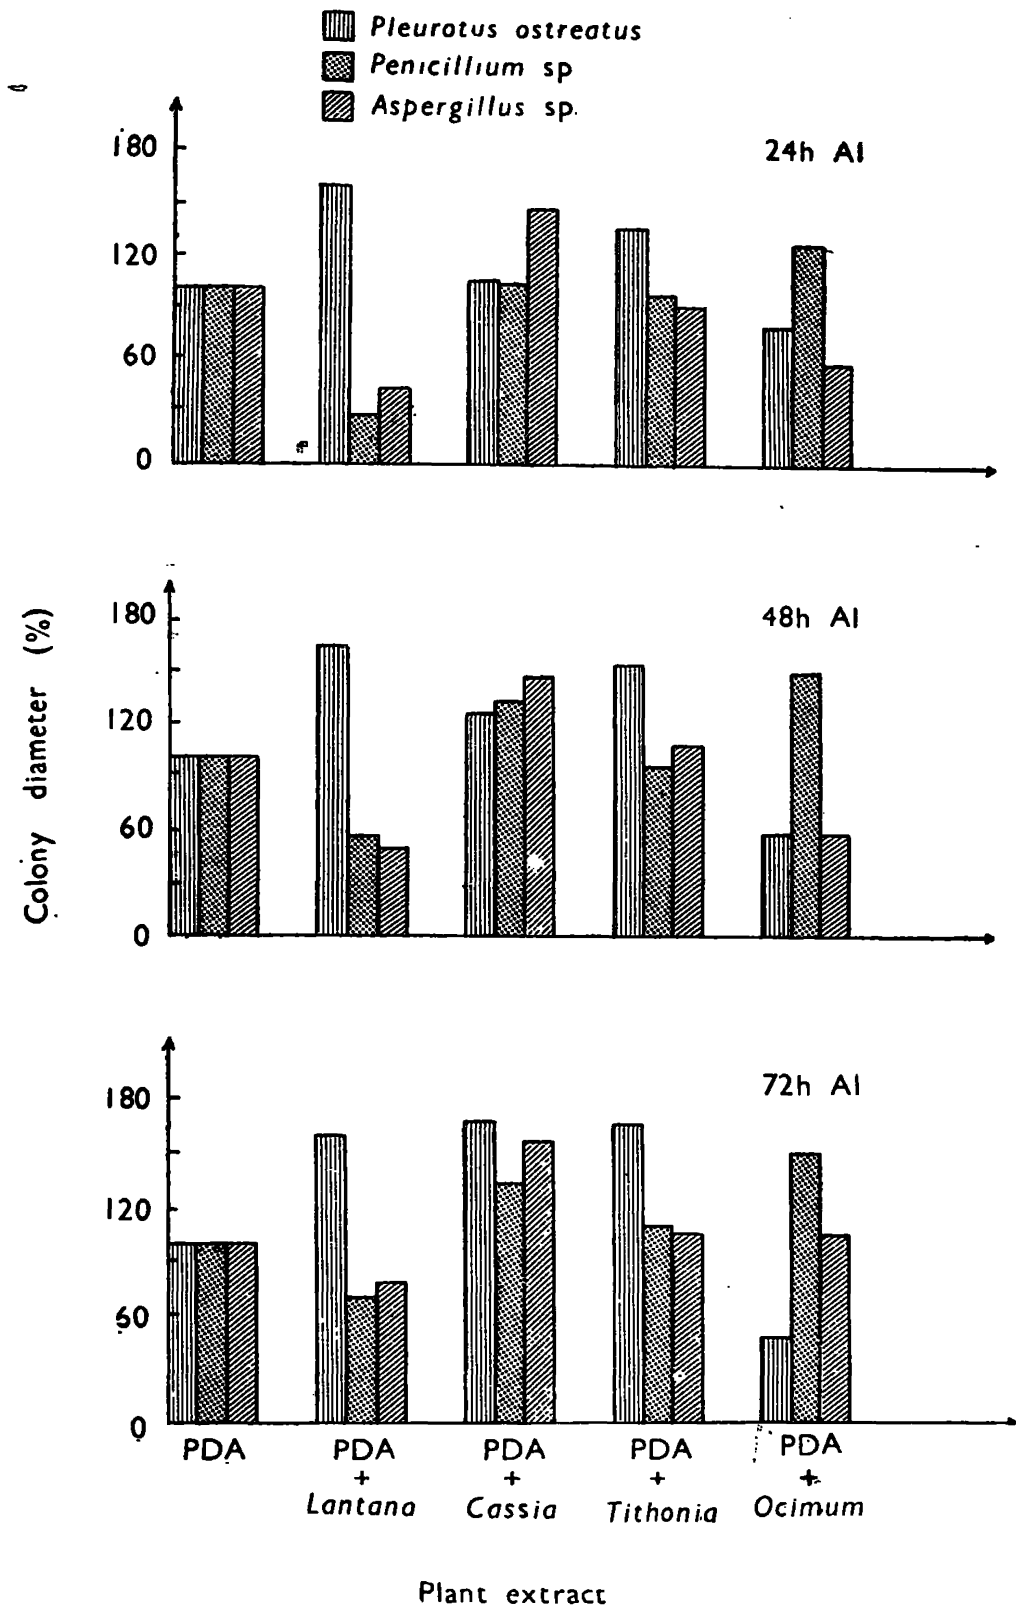 Pleurotus ostreatus
Penicillium sp
Aspergillus sp.
24h AI
180
120
60
0
48h AI
180
120
60
0
Colony diameter (%)
72h AI
180
120
60
0
PDA
PDA + Lantana
PDA + Cassia
PDA + Tithonia
PDA + Ocimum
Plant extract